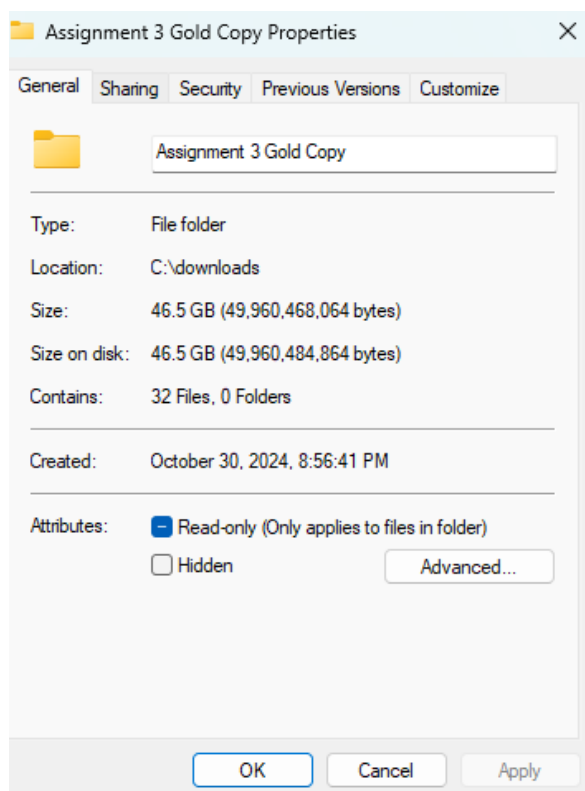 Assignment 3 Gold Copy Properties
General Sharing Security Previous Versions Customize
Assignment 3 Gold Copy
Type: File folder
Location: C:\downloads
Size: 46.5 GB (49,960,468,064 bytes)
Size on disk: 46.5 GB (49,960,484,864 bytes)
Contains: 32 Files, 0 Folders
Created: October 30, 2024, 8:56:41 PM
Attributes: Read-only (Only applies to files in folder)
Hidden Advanced...
OK Cancel Apply